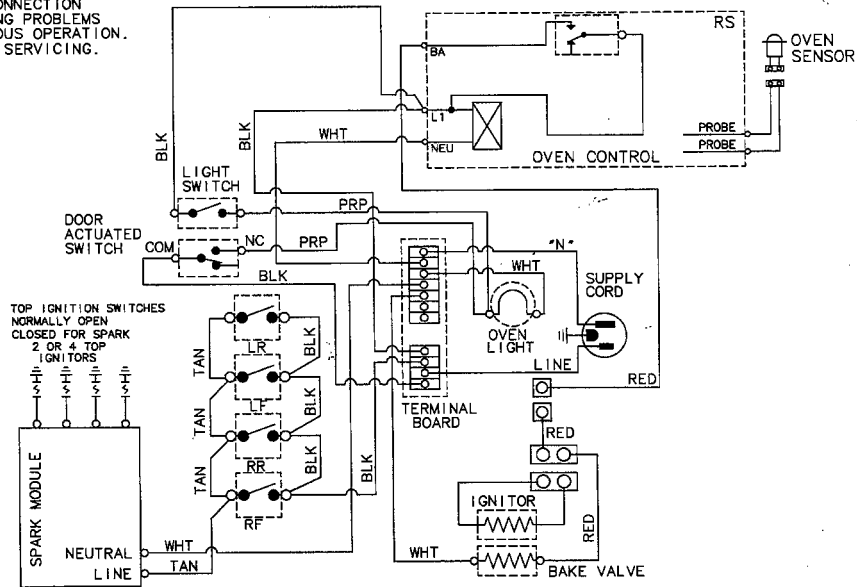 ONNECTION
NG PROBLEMS
OUS OPERATION.
SERVICING.
RS
OVEN
SENSOR
BA
L1
NEU
PROBE
PROBE
OVEN CONTROL
BLK
BLK
WHT
LIGHT
SWITCH
DOOR
ACTUATED
SWITCH
COM
NC
PRP
PRP
BLK
"N"
WHT
SUPPLY
CORD
OVEN
LIGHT
LINE
RED
TERMINAL
BOARD
TOP IGNITION SWITCHES
NORMALLY OPEN
CLOSED FOR SPARK
2 OR 4 TOP
IGNITORS
TAN
LR
BLK
TAN
LF
BLK
TAN
RR
BLK
RF
BLK
RED
IGNITOR
RED
SPARK MODULE
NEUTRAL
WHT
LINE
TAN
WHT
BAKE VALVE